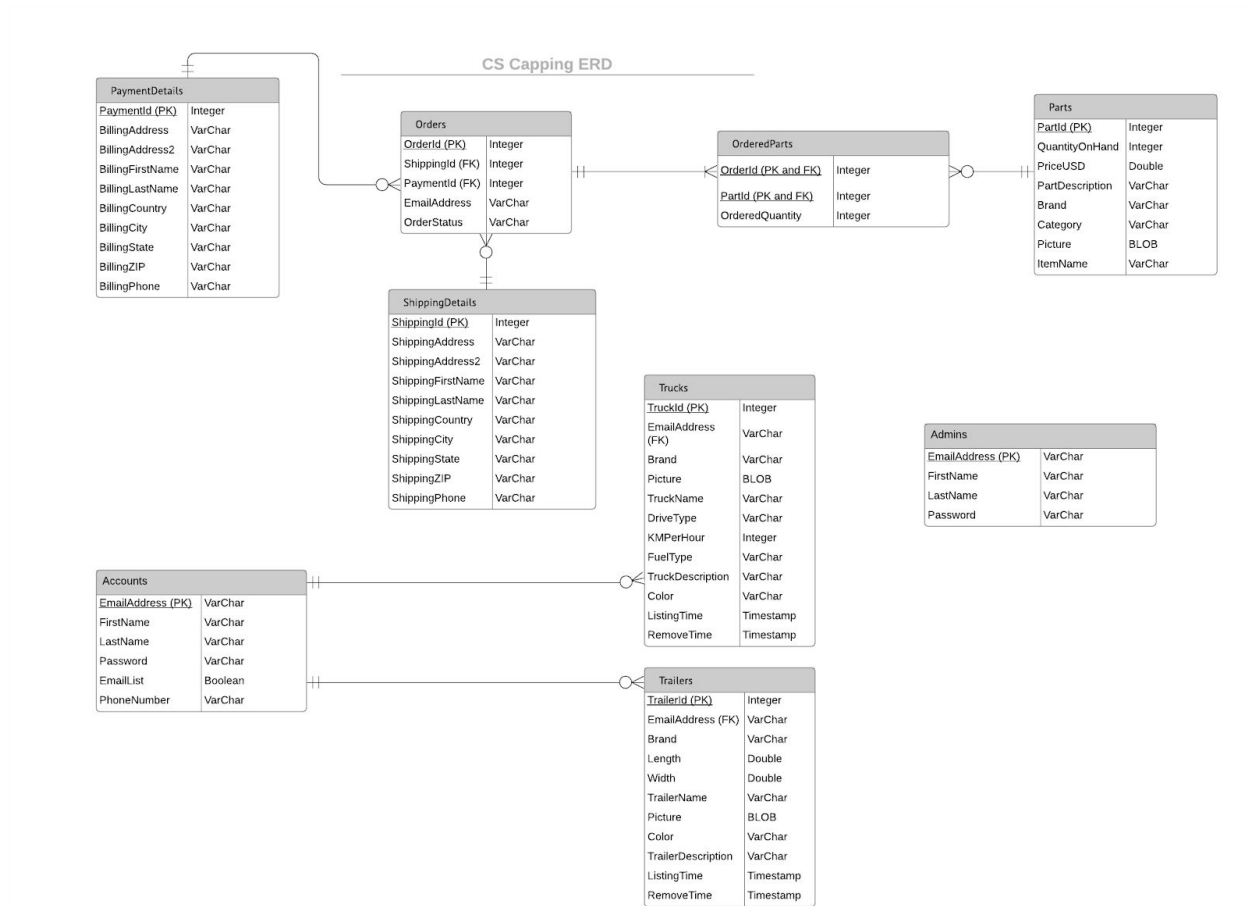 CS Capping ERD
PaymentDetails
PaymentId (PK) Integer
BillingAddress VarChar
BillingAddress2 VarChar
BillingFirstName VarChar
BillingLastName VarChar
BillingCountry VarChar
BillingCity VarChar
BillingState VarChar
BillingZIP VarChar
BillingPhone VarChar
Orders
OrderId (PK) Integer
ShippingId (FK) Integer
PaymentId (FK) Integer
EmailAddress VarChar
OrderStatus VarChar
OrderedParts
OrderId (PK and FK) Integer
PartId (PK and FK) Integer
OrderedQuantity Integer
Parts
PartId (PK) Integer
QuantityOnHand Integer
PriceUSD Double
PartDescription VarChar
Brand VarChar
Category VarChar
Picture BLOB
ItemName VarChar
ShippingDetails
ShippingId (PK) Integer
ShippingAddress VarChar
ShippingAddress2 VarChar
ShippingFirstName VarChar
ShippingLastName VarChar
ShippingCountry VarChar
ShippingCity VarChar
ShippingState VarChar
ShippingZIP VarChar
ShippingPhone VarChar
Trucks
TruckId (PK) Integer
EmailAddress
(FK) VarChar
Brand VarChar
Picture BLOB
TruckName VarChar
DriveType VarChar
KMPerHour Integer
FuelType VarChar
TruckDescription VarChar
Color VarChar
ListingTime Timestamp
RemoveTime Timestamp
Admins
EmailAddress (PK) VarChar
FirstName VarChar
LastName VarChar
Password VarChar
Accounts
EmailAddress (PK) VarChar
FirstName VarChar
LastName VarChar
Password VarChar
EmailList Boolean
PhoneNumber VarChar
Trailers
TrailerId (PK) Integer
EmailAddress (FK) VarChar
Brand VarChar
Length Double
Width Double
TrailerName VarChar
Picture BLOB
Color VarChar
TrailerDescription VarChar
ListingTime Timestamp
RemoveTime Timestamp